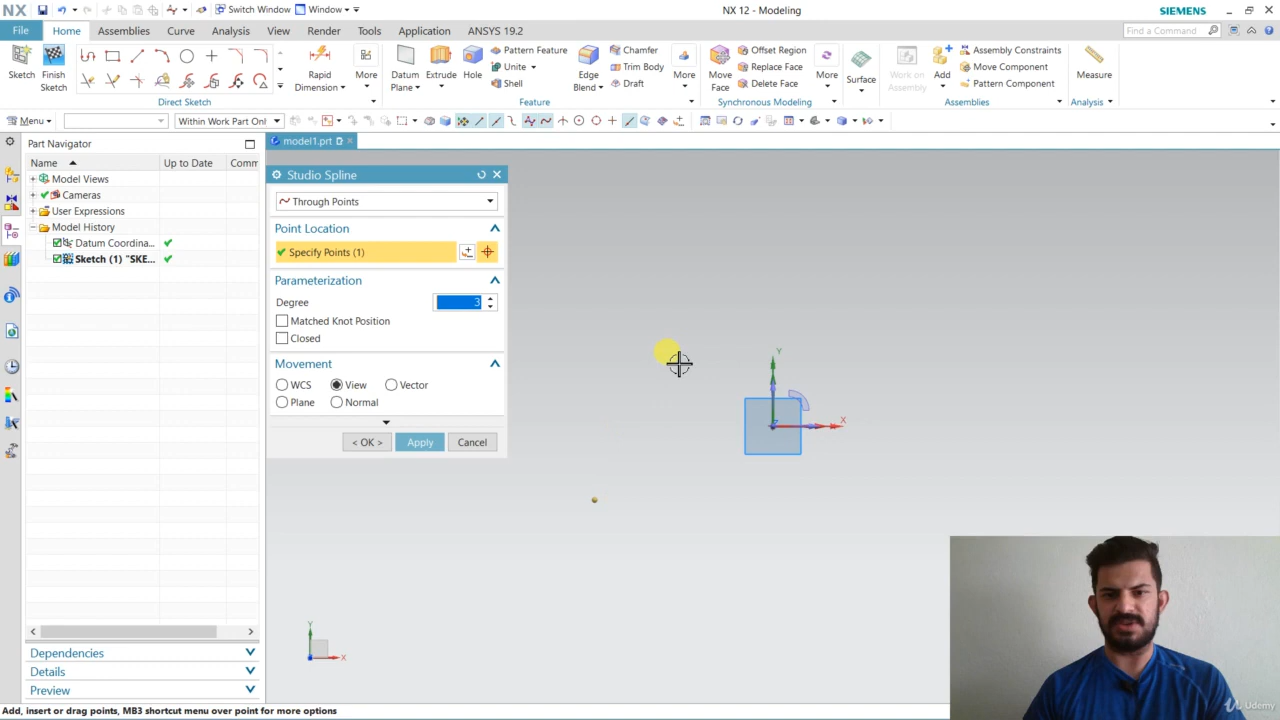 NX
Switch Window
Window
NX 12 - Modeling
SIEMENS
File
Home
Assemblies
Curve
Analysis
View
Render
Tools
Application
ANSYS 19.2
Find a Command
Sketch
Finish Sketch
Rapid Dimension
More
Datum Plane
Extrude
Hole
Pattern Feature
Unite
Shell
Edge Blend
Chamfer
Trim Body
Draft
More
Move Face
Offset Region
Replace Face
Delete Face
More
Surface
Work on Assembly
Add
Assembly Constraints
Move Component
Pattern Component
Measure
Direct Sketch
Feature
Synchronous Modeling
Assemblies
Analysis
Menu
Within Work Part Onl
Part Navigator
model1.prt
Name
Up to Date
Comm
Model Views
Cameras
User Expressions
Model History
Datum Coordina...
Sketch (1) "SKE...
Studio Spline
Through Points
Point Location
Specify Points (1)
Parameterization
Degree
3
Matched Knot Position
Closed
Movement
WCS
View
Vector
Plane
Normal
< OK >
Apply
Cancel
Y
X
Z
Y
X
Dependencies
Details
Preview
Add, insert or drag points, MB3 shortcut menu over point for more options
Udemy